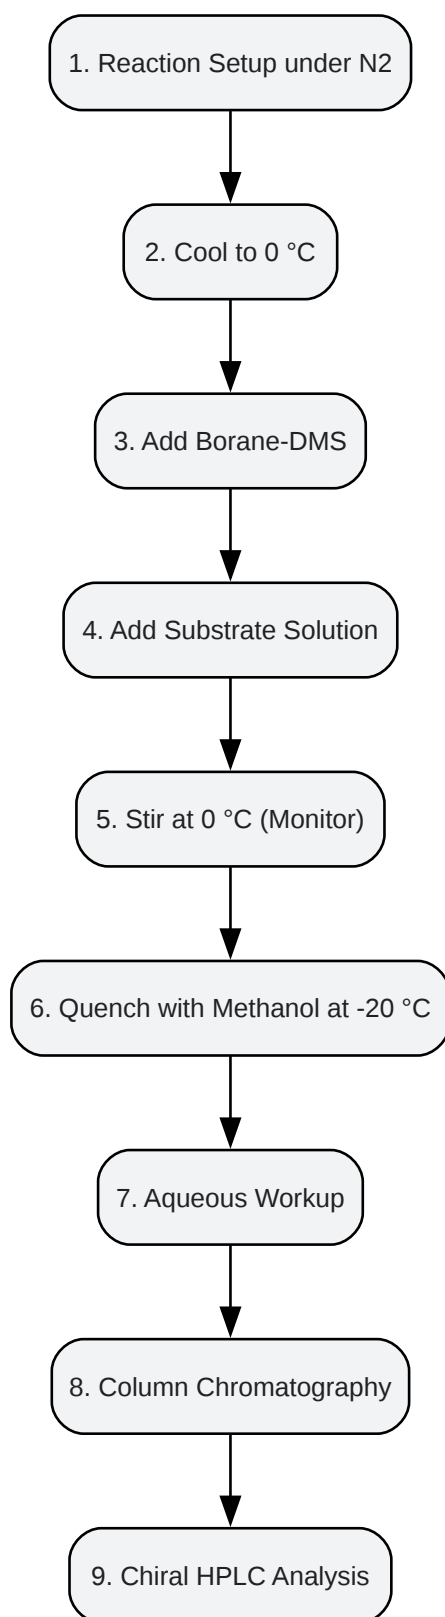 1. Reaction Setup under N2
2. Cool to 0 °C
3. Add Borane-DMS
4. Add Substrate Solution
5. Stir at 0 °C (Monitor)
6. Quench with Methanol at -20 °C
7. Aqueous Workup
8. Column Chromatography
9. Chiral HPLC Analysis